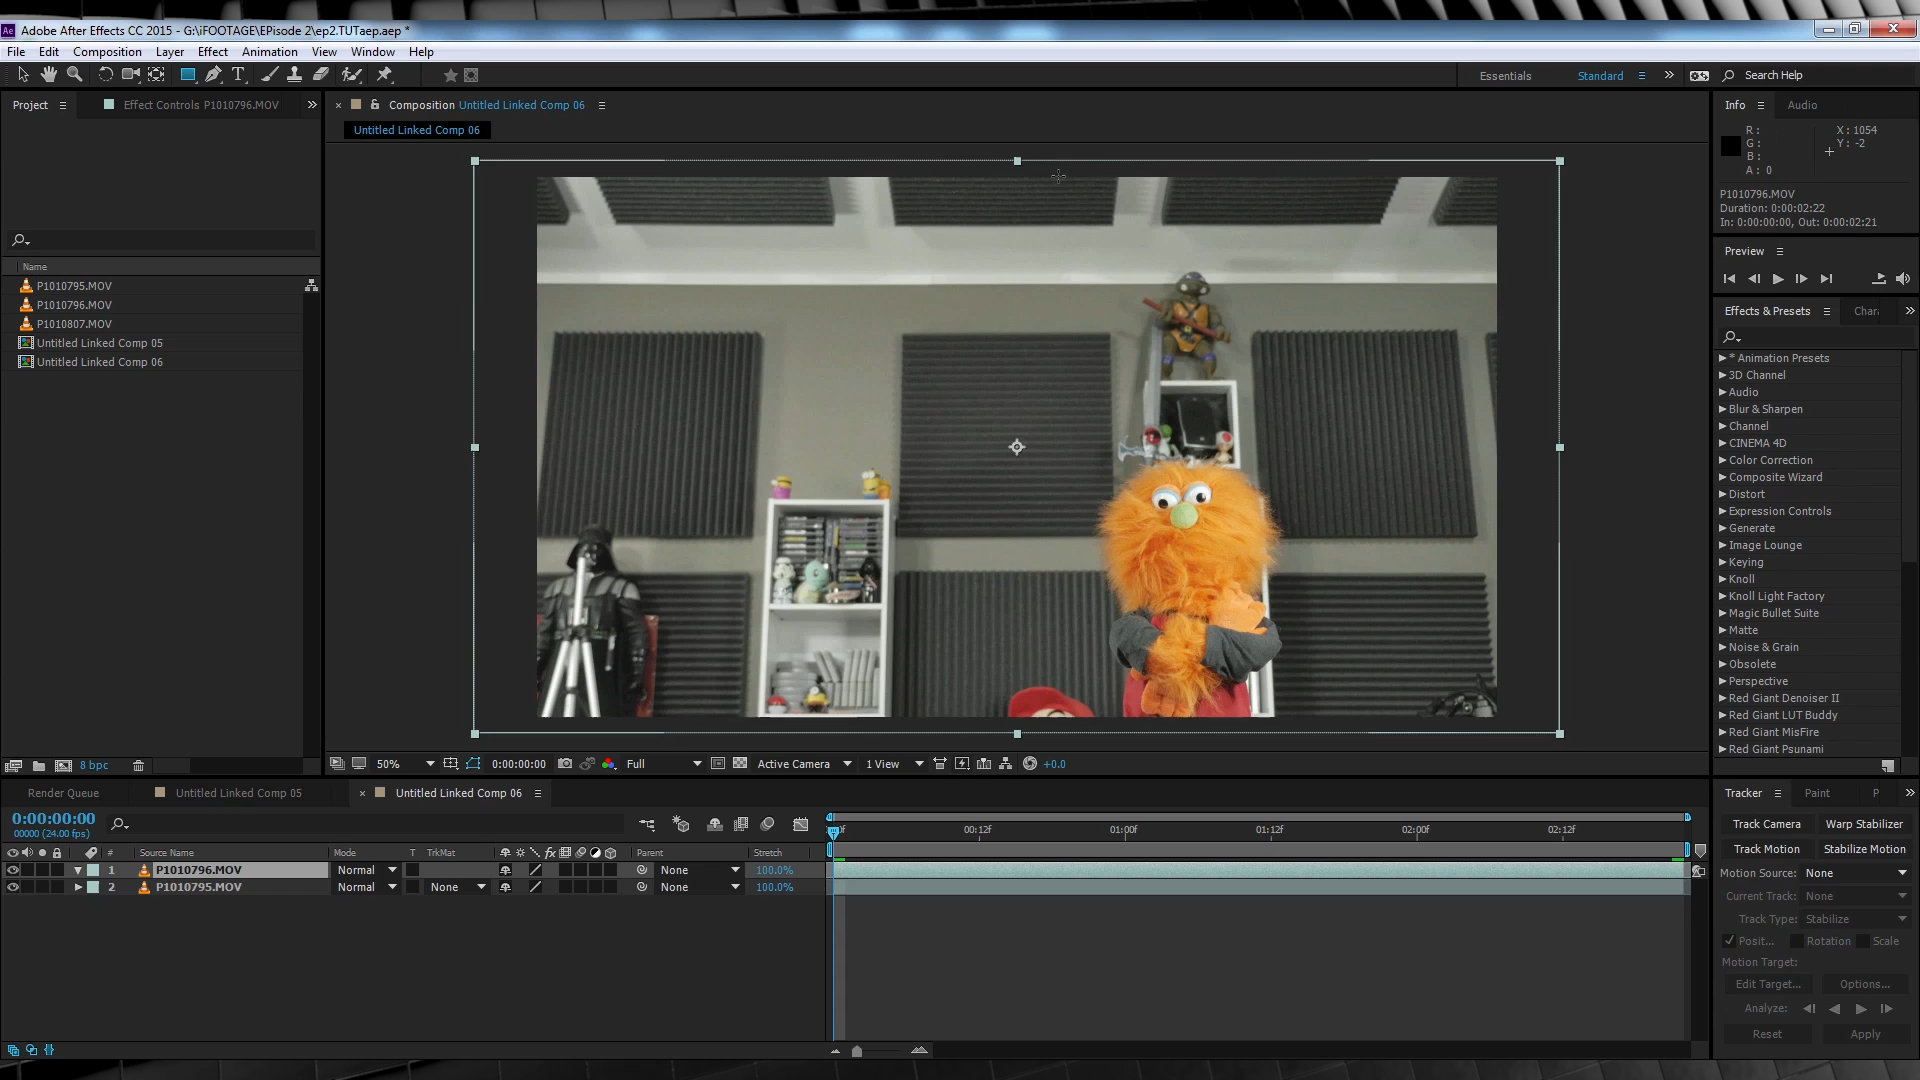 Adobe After Effects CC 2015 - G:\iFOOTAGE\EPisode 2\ep2.TUTaep.aep *
File Edit Composition Layer Effect Animation View Window Help
Essentials Standard Search Help
Project Effect Controls P1010796.MOV
Composition Untitled Linked Comp 06
Untitled Linked Comp 06
Name
P1010795.MOV
P1010796.MOV
P1010807.MOV
Untitled Linked Comp 05
Untitled Linked Comp 06
8 bpc
50% 0:00:00:00 Full Active Camera 1 View +0.0
Info Audio
R :
G :
B :
A : 0
X : 1054
Y : -2
P1010796.MOV
Duration: 0:00:02:22
In: 0:00:00:00, Out: 0:00:02:21
Preview
Effects & Presets Chara
* Animation Presets
3D Channel
Audio
Blur & Sharpen
Channel
CINEMA 4D
Color Correction
Composite Wizard
Distort
Expression Controls
Generate
Image Lounge
Keying
Knoll
Knoll Light Factory
Magic Bullet Suite
Matte
Noise & Grain
Obsolete
Perspective
Red Giant Denoiser II
Red Giant LUT Buddy
Red Giant MisFire
Red Giant Psunami
Render Queue Untitled Linked Comp 05 Untitled Linked Comp 06
0:00:00:00
00000 (24.00 fps)
# Source Name Mode T TrkMat Parent Stretch
1 P1010796.MOV Normal None 100.0%
2 P1010795.MOV Normal None None 100.0%
0f 00:12f 01:00f 01:12f 02:00f 02:12f
Tracker Paint P
Track Camera Warp Stabilizer
Track Motion Stabilize Motion
Motion Source: None
Current Track: None
Track Type: Stabilize
Posit... Rotation Scale
Motion Target:
Edit Target... Options...
Analyze:
Reset Apply